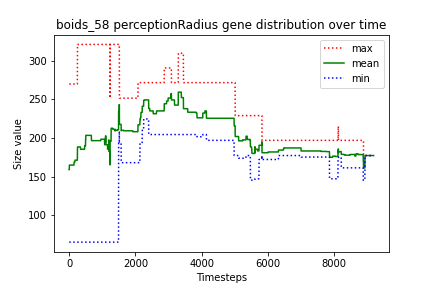 boids_58 perceptionRadius gene distribution over time
max
mean
min
Size value
300
250
200
150
100
0
2000
4000
6000
8000
Timesteps